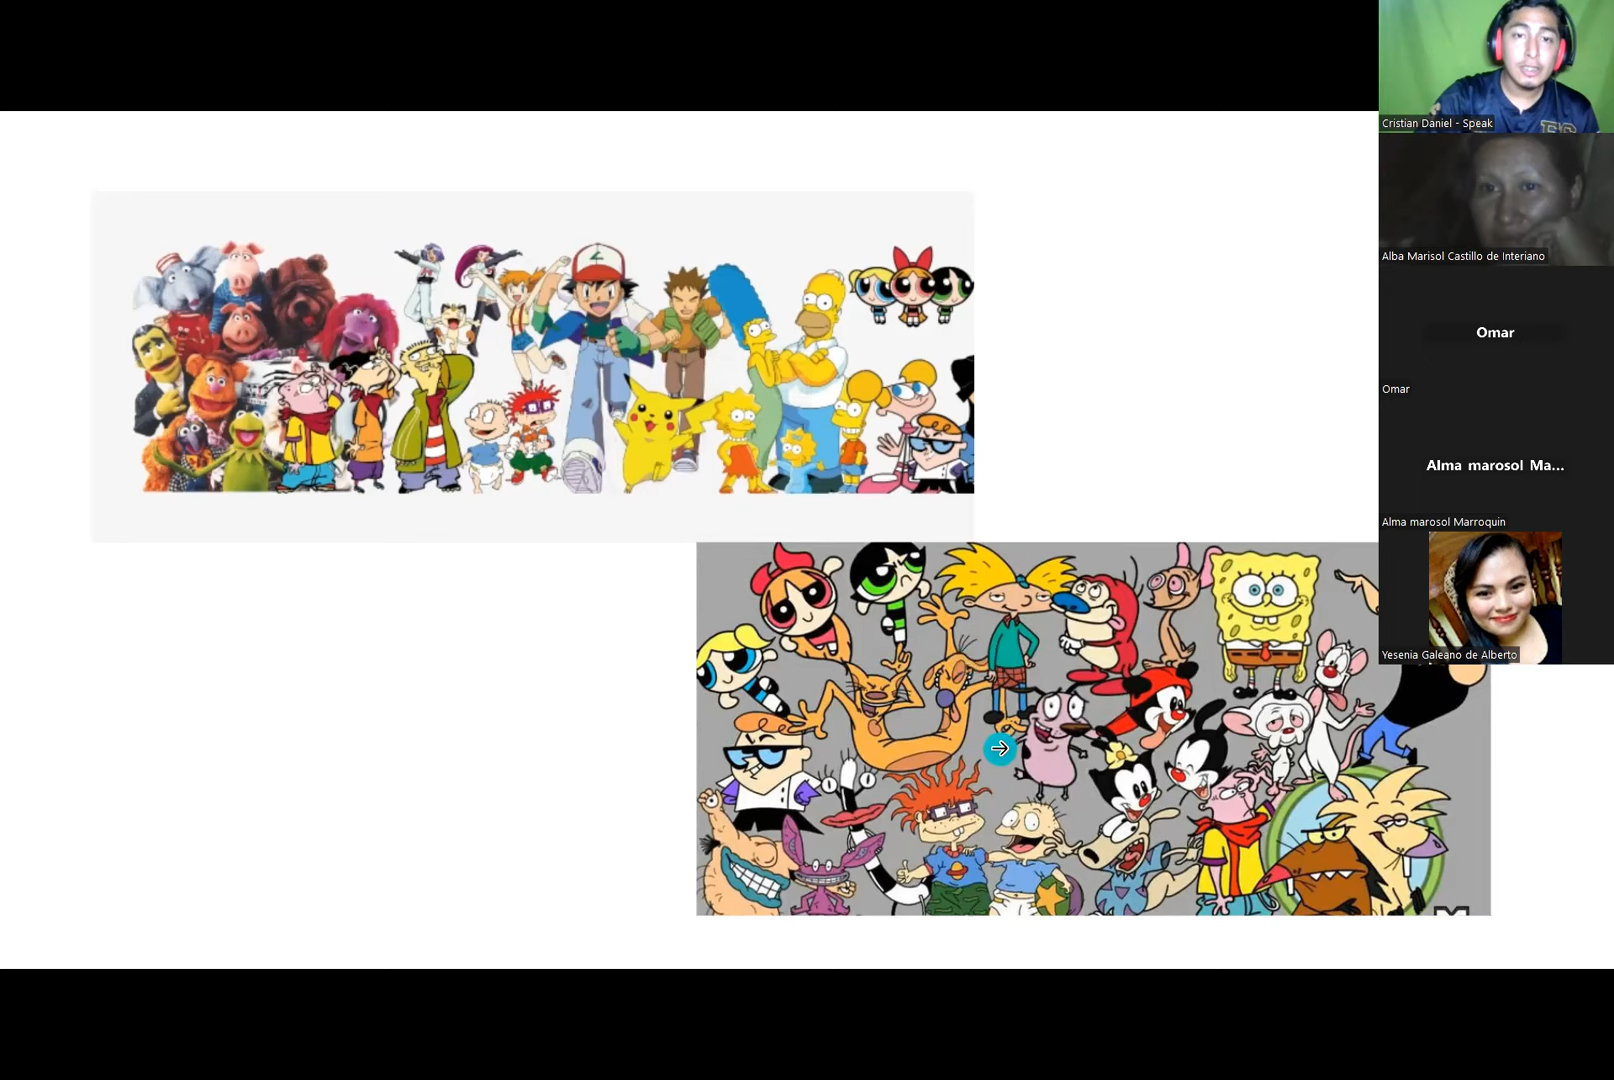 Cristian Daniel - Speak
Alba Marisol Castillo de Interiano
Omar
Omar
Alma marosol Ma...
Alma marosol Marroquin
Yesenia Galeano de Alberto